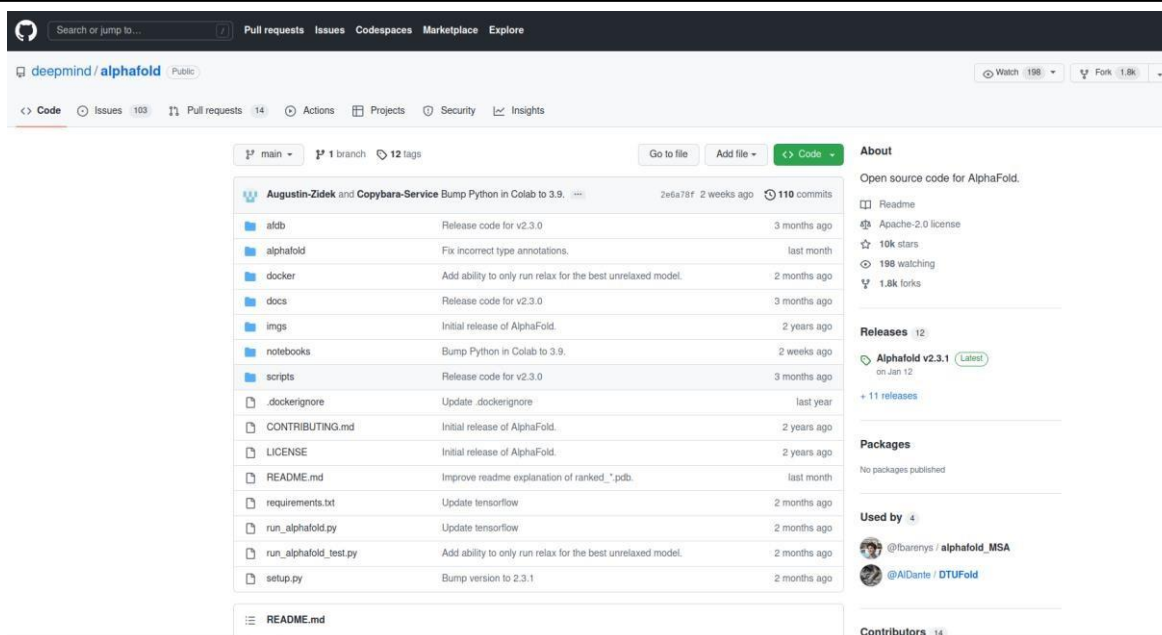 Search or jump to... /
Pull requests Issues Codespaces Marketplace Explore
deepmind / alphafold Public
Watch 198 Fork 1.8k
Code Issues 103 Pull requests 14 Actions Projects Security Insights
main 1 branch 12 tags Go to file Add file Code
Augustin-Zidek and Copybara-Service Bump Python in Colab to 3.9. ... 2e6a78f 2 weeks ago 110 commits
afdb Release code for v2.3.0 3 months ago
alphafold Fix incorrect type annotations. last month
docker Add ability to only run relax for the best unrelaxed model. 2 months ago
docs Release code for v2.3.0 3 months ago
imgs Initial release of AlphaFold. 2 years ago
notebooks Bump Python in Colab to 3.9. 2 weeks ago
scripts Release code for v2.3.0 3 months ago
.dockerignore Update .dockerignore last year
CONTRIBUTING.md Initial release of AlphaFold. 2 years ago
LICENSE Initial release of AlphaFold. 2 years ago
README.md Improve readme explanation of ranked_*.pdb. last month
requirements.txt Update tensorflow 2 months ago
run_alphafold.py Update tensorflow 2 months ago
run_alphafold_test.py Add ability to only run relax for the best unrelaxed model. 2 months ago
setup.py Bump version to 2.3.1 2 months ago
README.md
About
Open source code for AlphaFold.
Readme
Apache-2.0 license
10k stars
198 watching
1.8k forks
Releases 12
Alphafold v2.3.1 Latest
on Jan 12
+ 11 releases
Packages
No packages published
Used by 4
@fbarenys / alphafold_MSA
@AlDante / DTUFold
Contributors 14